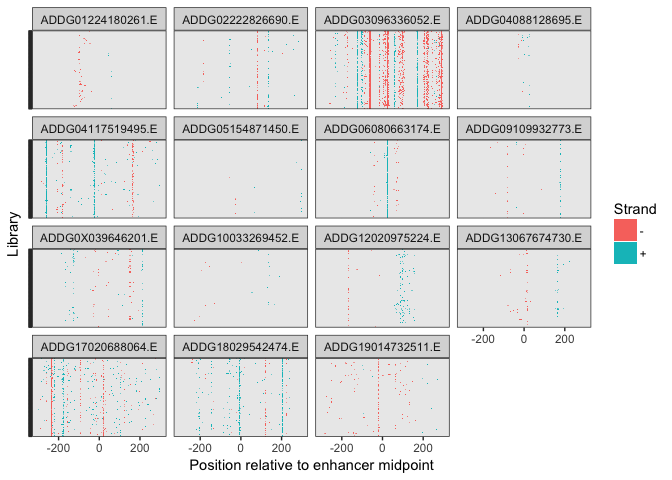 ADDG01224180261.E ADDG02222826690.E ADDG03096336052.E ADDG04088128695.E
ADDG04117519495.E ADDG05154871450.E ADDG06080663174.E ADDG09109932773.E
Strand
-
+
Library
ADDG0X039646201.E ADDG10033269452.E ADDG12020975224.E ADDG13067674730.E
-200 0 200
ADDG17020688064.E ADDG18029542474.E ADDG19014732511.E
-200 0 200 -200 0 200 -200 0 200
Position relative to enhancer midpoint